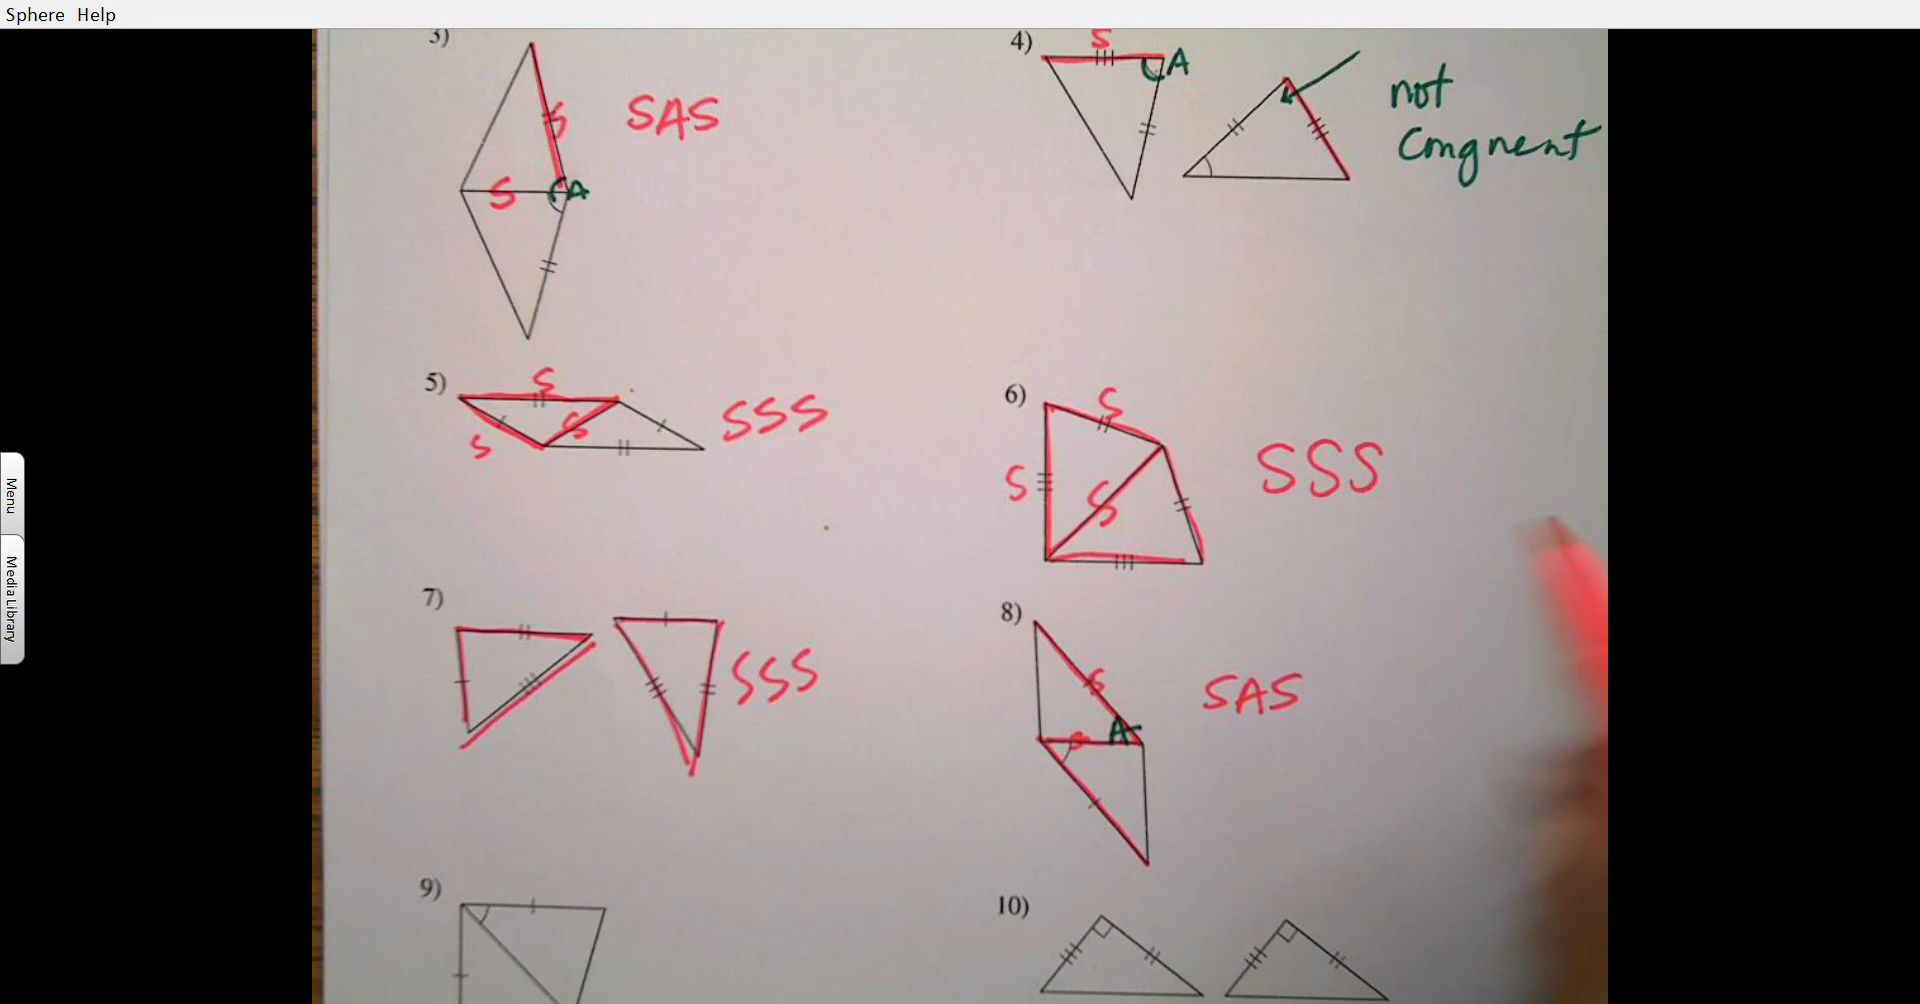 Sphere Help
3)
S
S
A
SAS
4)
S
A
not
Congruent
5)
S
S
S
SSS
6)
S
S
S
SSS
7)
SSS
8)
S
A
SAS
9)
10)
Menu
Media Library